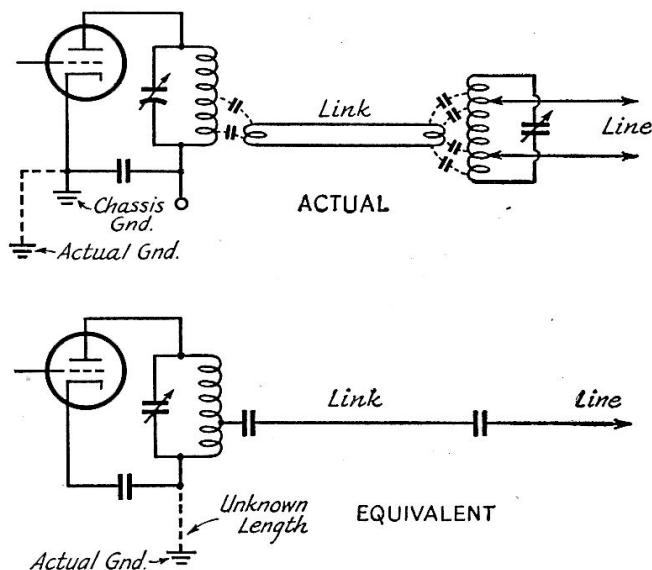 Link
Line
Chassis
Gnd.
ACTUAL
Actual Gnd.
Link
Line
Unknown
Length
EQUIVALENT
Actual Gnd.